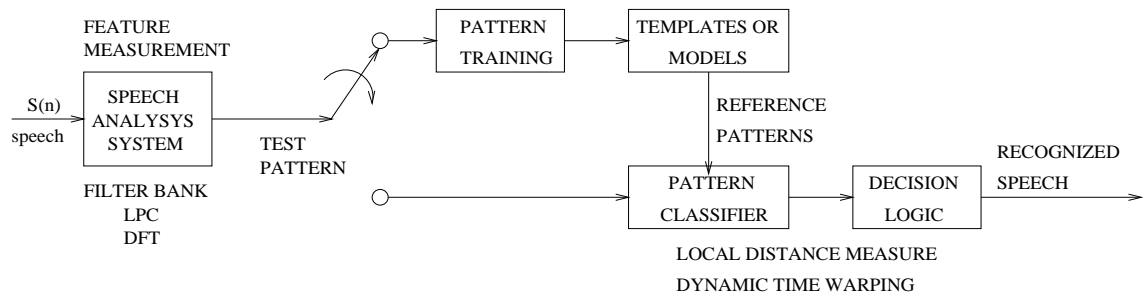 FEATURE
MEASUREMENT
S(n)
speech
SPEECH
ANALYSYS
SYSTEM
FILTER BANK
LPC
DFT
TEST
PATTERN
PATTERN
TRAINING
TEMPLATES OR
MODELS
REFERENCE
PATTERNS
PATTERN
CLASSIFIER
LOCAL DISTANCE MEASURE
DYNAMIC TIME WARPING
DECISION
LOGIC
RECOGNIZED
SPEECH